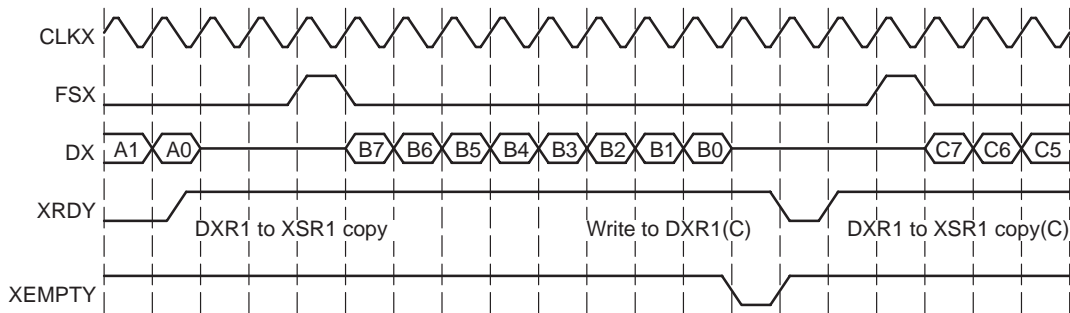 CLKX
FSX
DX A1 A0 B7 B6 B5 B4 B3 B2 B1 B0 C7 C6 C5
XRDY
DXR1 to XSR1 copy Write to DXR1(C) DXR1 to XSR1 copy(C)
XEMPTY